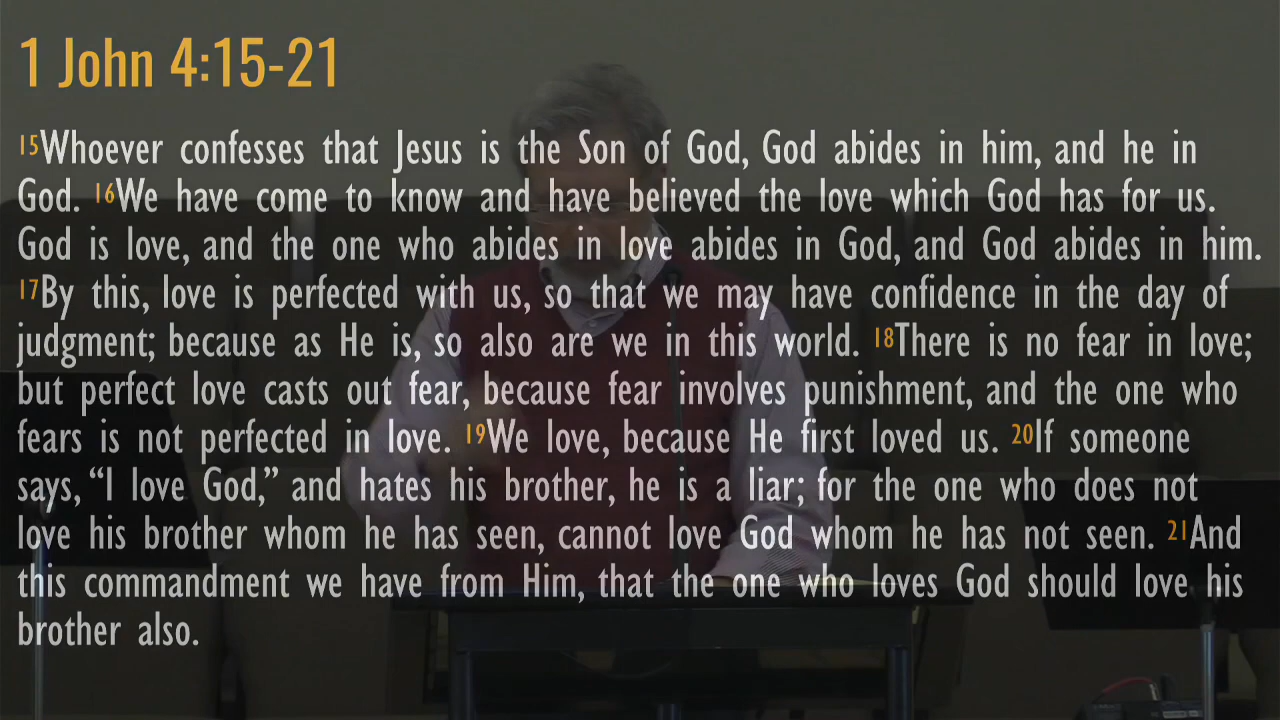 1 John 4:15-21
15Whoever confesses that Jesus is the Son of God, God abides in him, and he in
God. 16We have come to know and have believed the love which God has for us.
God is love, and the one who abides in love abides in God, and God abides in him.
17By this, love is perfected with us, so that we may have confidence in the day of
judgment; because as He is, so also are we in this world. 18There is no fear in love;
but perfect love casts out fear, because fear involves punishment, and the one who
fears is not perfected in love. 19We love, because He first loved us. 20If someone
says, “I love God,” and hates his brother, he is a liar; for the one who does not
love his brother whom he has seen, cannot love God whom he has not seen. 21And
this commandment we have from Him, that the one who loves God should love his
brother also.